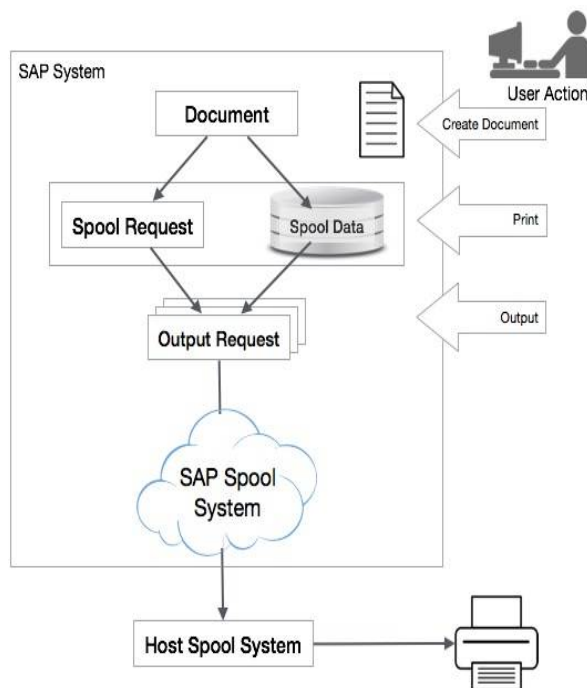 SAP System
User Action
Document
Create Document
Spool Request
Spool Data
Print
Output Request
Output
SAP Spool
System
Host Spool System